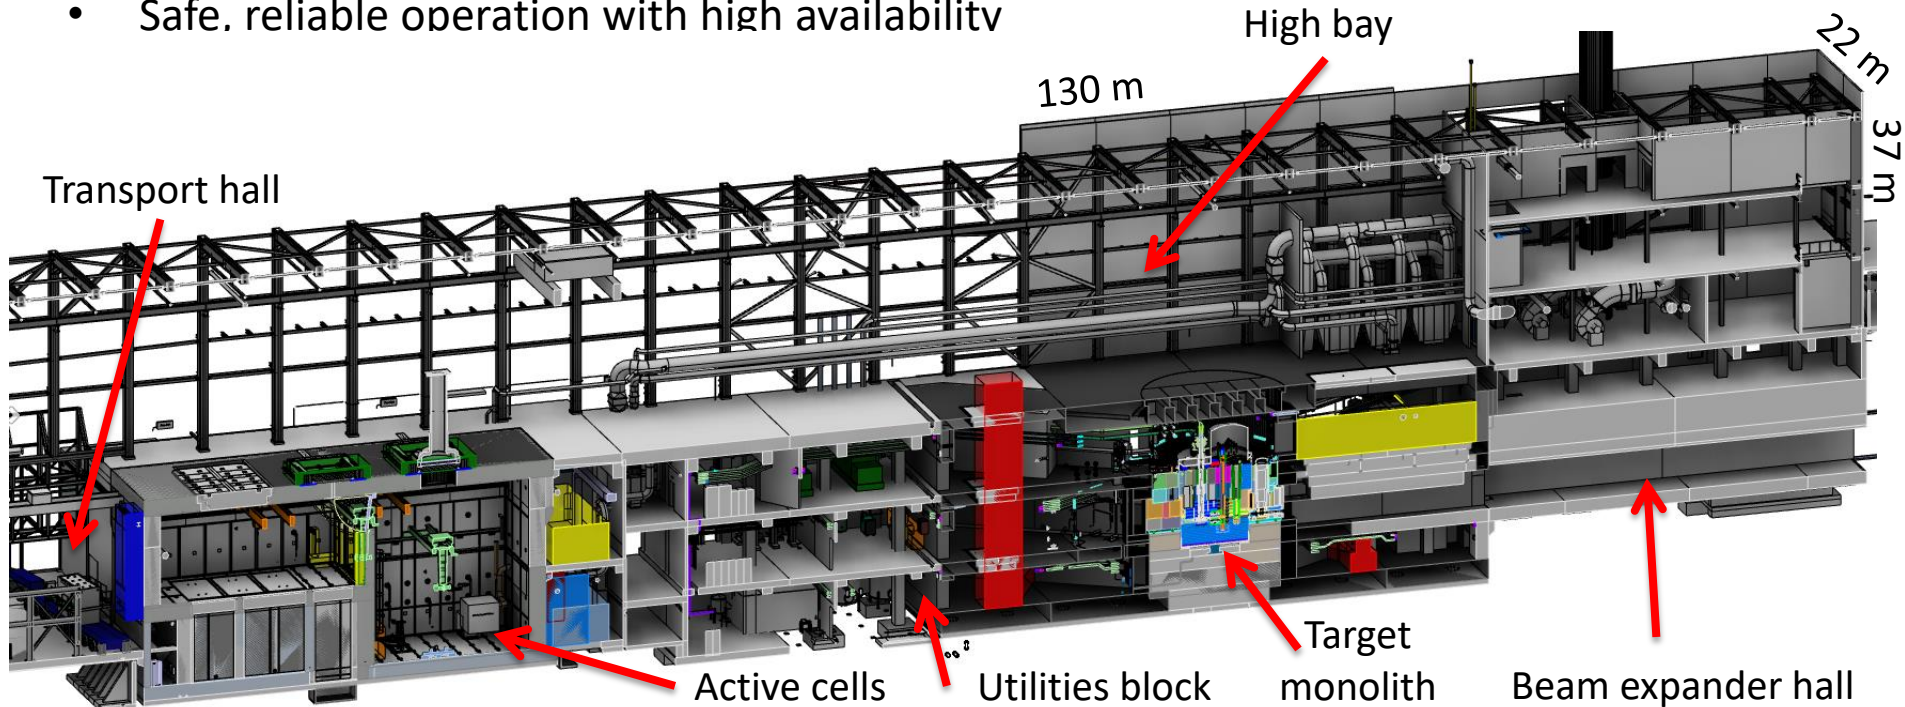 • Safe, reliable operation with high availability
High bay
22 m
130 m
37 m
Transport hall
Target
monolith
Active cells
Utilities block
Beam expander hall